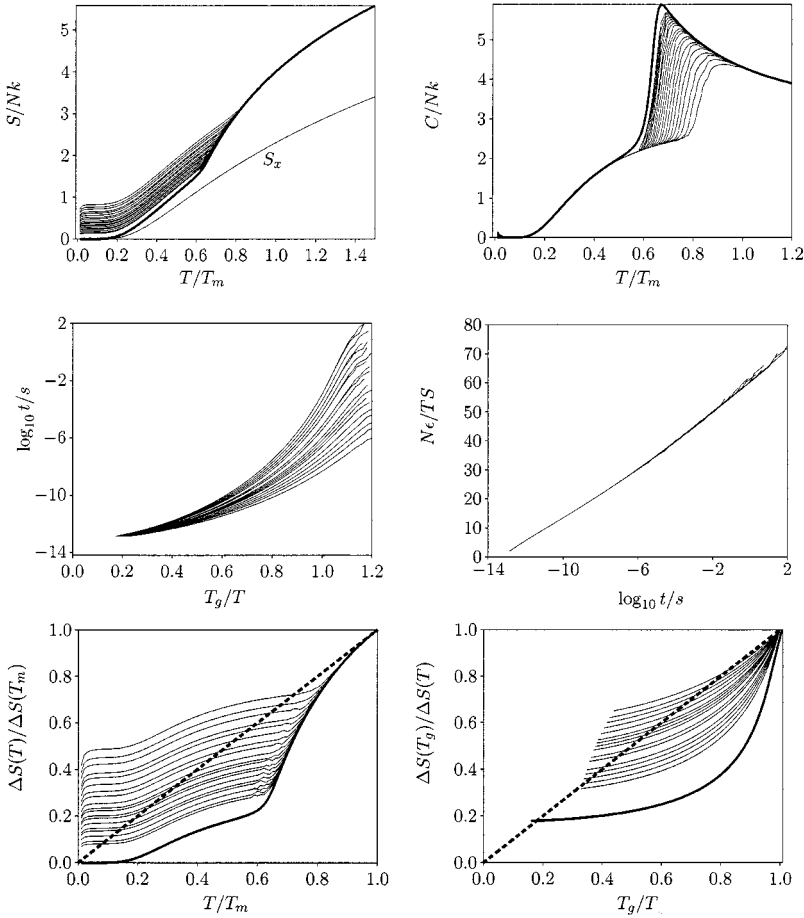 5
4
3
2
1
0
S/Nk
S_x
0.0 0.2 0.4 0.6 0.8 1.0 1.2 1.4
T/T_m
5
4
3
2
1
0
C/Nk
0.0 0.2 0.4 0.6 0.8 1.0 1.2
T/T_m
2
−2
−6
−10
−14
log₁₀ t/s
0.0 0.2 0.4 0.6 0.8 1.0 1.2
T_g/T
80
70
60
50
40
30
20
10
0
Nϵ/TS
−14 −10 −6 −2 2
log₁₀ t/s
1.0
0.8
0.6
0.4
0.2
0.0
ΔS(T)/ΔS(T_m)
0.0 0.2 0.4 0.6 0.8 1.0
T/T_m
1.0
0.8
0.6
0.4
0.2
0.0
ΔS(T_g)/ΔS(T)
0.0 0.2 0.4 0.6 0.8 1.0
T_g/T